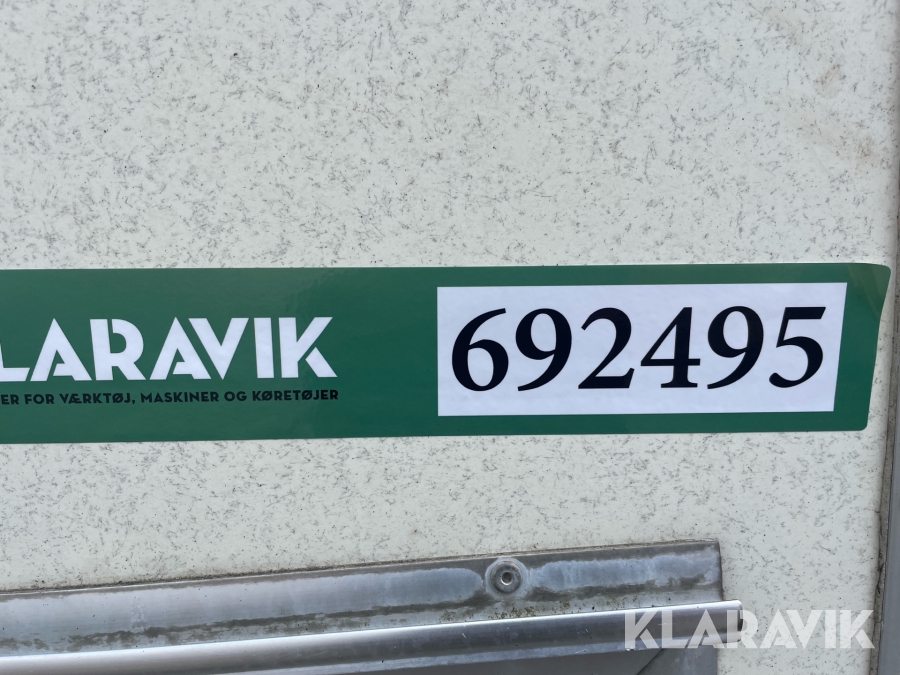 LARAVIK
692495
ER FOR VÆRKTØJ, MASKINER OG KØRETØJER
KLARAVIK